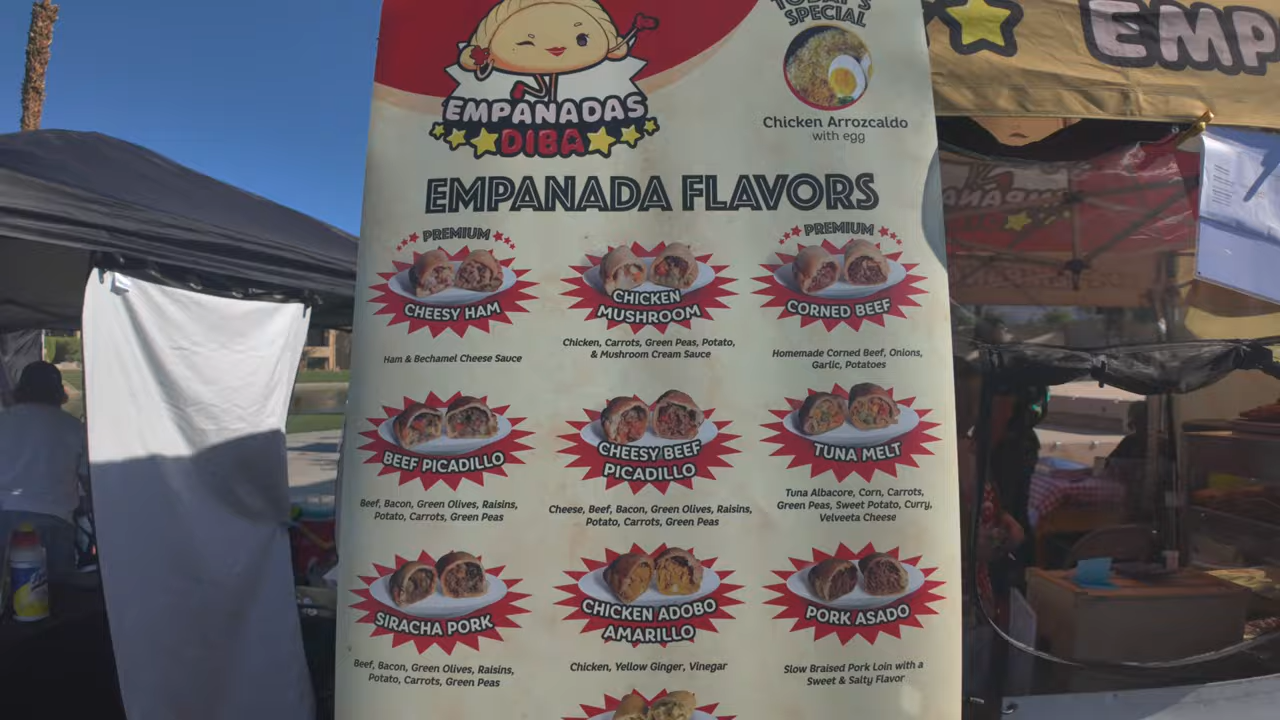 TODAY'S
SPECIAL
Chicken Arrozcaldo
with egg
EMPANADAS
DIBA
EMP
EMPANADA FLAVORS
PREMIUM
CHEESY HAM
Ham & Bechamel Cheese Sauce
CHICKEN
MUSHROOM
Chicken, Carrots, Green Peas, Potato,
& Mushroom Cream Sauce
PREMIUM
CORNED BEEF
Homemade Corned Beef, Onions,
Garlic, Potatoes
BEEF PICADILLO
Beef, Bacon, Green Olives, Raisins,
Potato, Carrots, Green Peas
CHEESY BEEF
PICADILLO
Cheese, Beef, Bacon, Green Olives, Raisins,
Potato, Carrots, Green Peas
TUNA MELT
Tuna Albacore, Corn, Carrots,
Green Peas, Sweet Potato, Curry,
Velveeta Cheese
SIRACHA PORK
Beef, Bacon, Green Olives, Raisins,
Potato, Carrots, Green Peas
CHICKEN ADOBO
AMARILLO
Chicken, Yellow Ginger, Vinegar
PORK ASADO
Slow Braised Pork Loin with a
Sweet & Salty Flavor